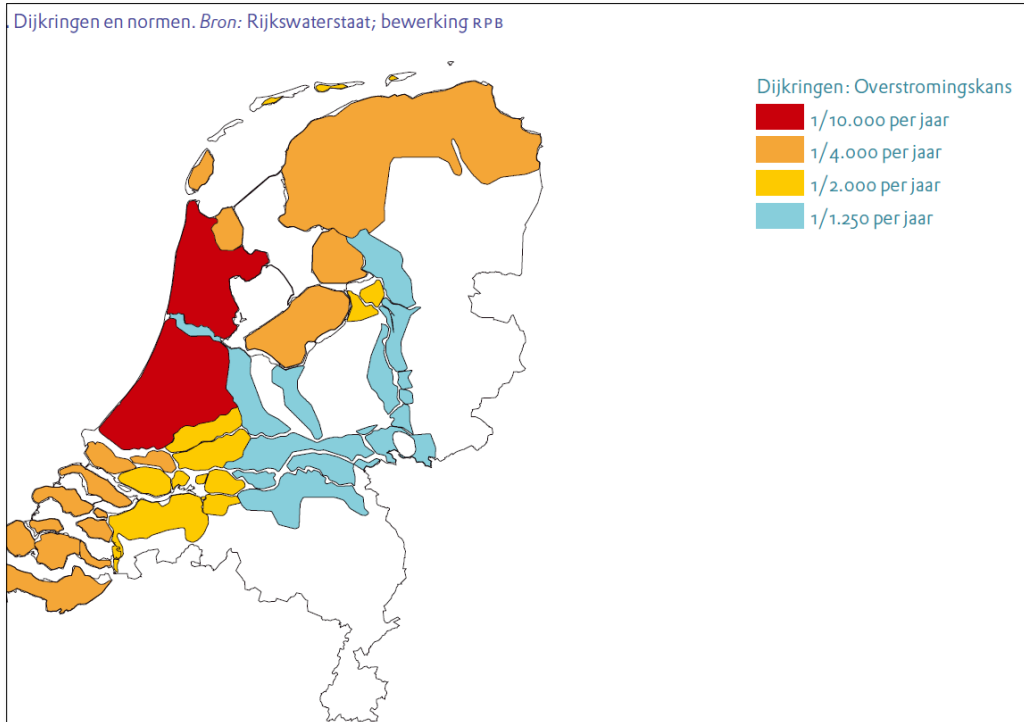 . Dijkringen en normen. Bron: Rijkswaterstaat; bewerking RPB
Dijkringen: Overstromingskans
1/10.000 per jaar
1/4.000 per jaar
1/2.000 per jaar
1/1.250 per jaar